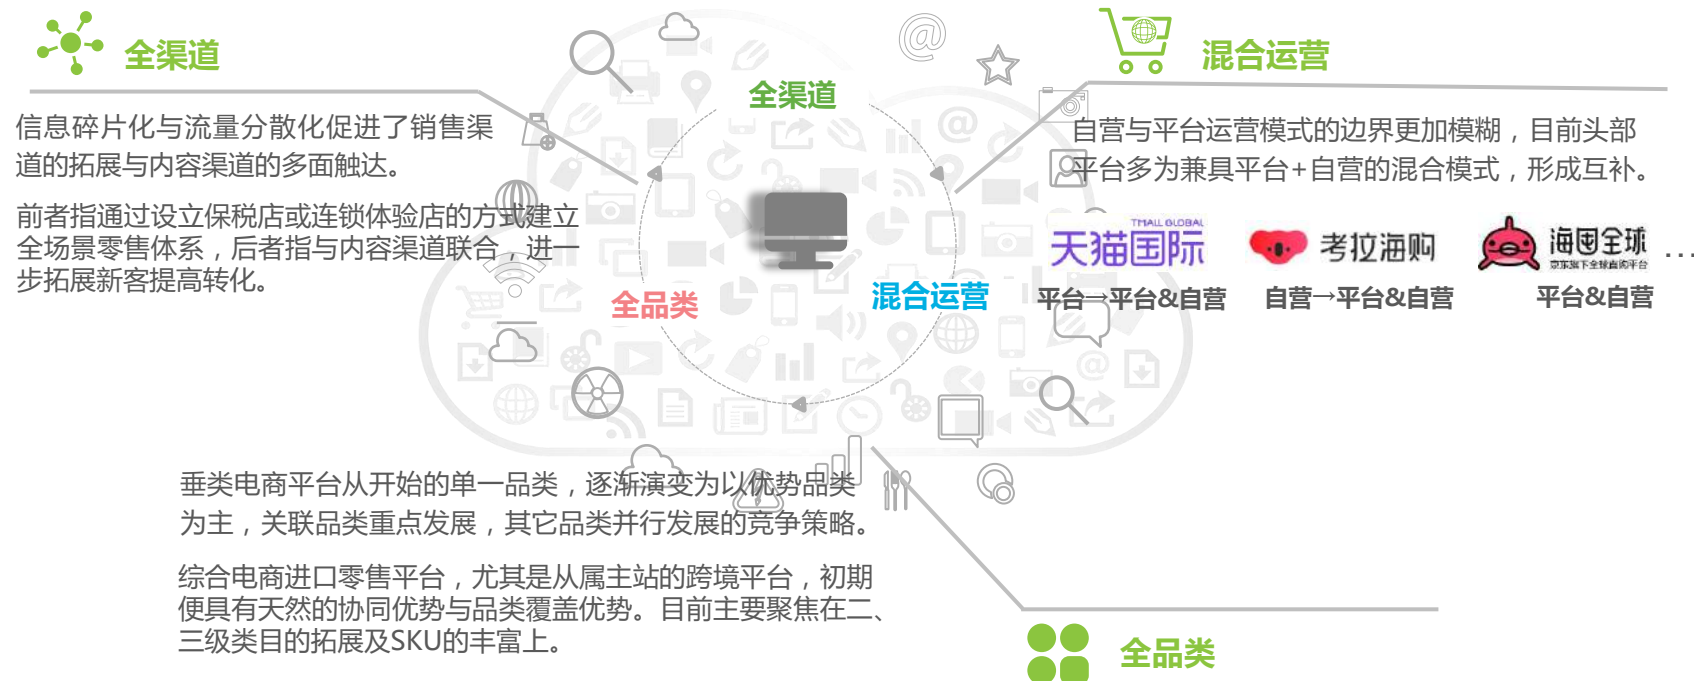 全渠道
信息碎片化与流量分散化促进了销售渠
道的拓展与内容渠道的多面触达。
前者指通过设立保税店或连锁体验店的方式建立
全场景零售体系，后者指与内容渠道联合，进一
步拓展新客提高转化。
全渠道
全品类
混合运营
混合运营
自营与平台运营模式的边界更加模糊，目前头部
平台多为兼具平台+自营的混合模式，形成互补。
TMALL GLOBAL
天猫国际
考拉海购
海囤全球
京东旗下全球直购平台
...
平台→平台&自营
自营→平台&自营
平台&自营
垂类电商平台从开始的单一品类，逐渐演变为以优势品类
为主，关联品类重点发展，其它品类并行发展的竞争策略。
综合电商进口零售平台，尤其是从属主站的跨境平台，初期
便具有天然的协同优势与品类覆盖优势。目前主要聚焦在二、
三级类目的拓展及SKU的丰富上。
全品类